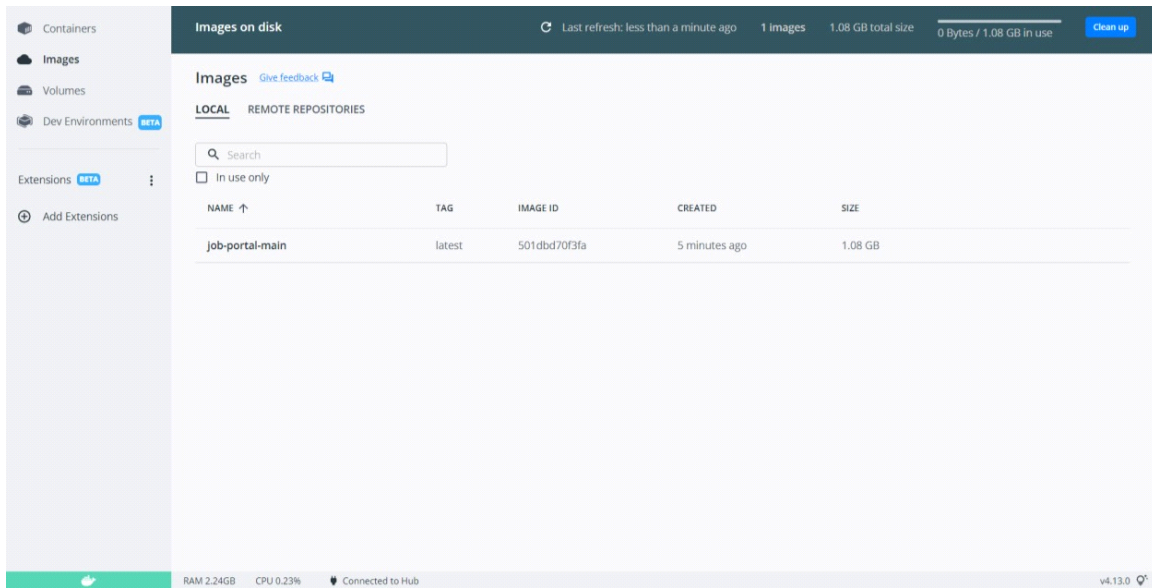 Containers
Images
Volumes
Dev Environments BETA
Extensions BETA
Add Extensions
Images on disk Last refresh: less than a minute ago 1 images 1.08 GB total size 0 Bytes / 1.08 GB in use Clean up
Images Give feedback
LOCAL REMOTE REPOSITORIES
Search
In use only
NAME TAG IMAGE ID CREATED SIZE
job-portal-main latest 501dbd70f3fa 5 minutes ago 1.08 GB
RAM 2.24GB CPU 0.23% Connected to Hub v4.13.0